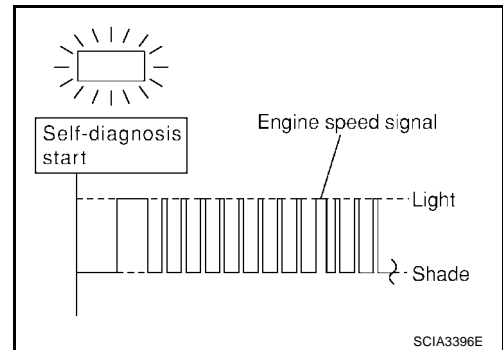 Self-diagnosis
start
Engine speed signal
Light
Shade
SCIA3396E